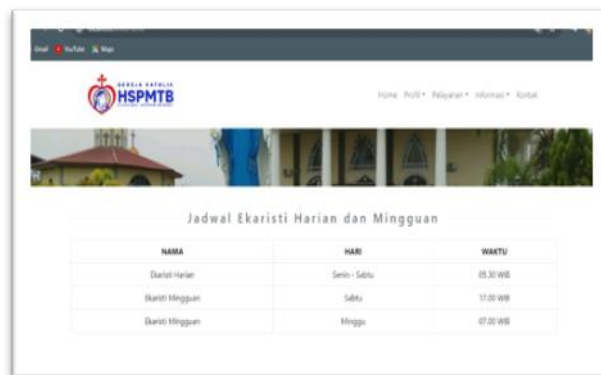 Gmail YouTube Maps
GEREJA KATOLIK
HSPMTB
Home Profil Pelayanan Informasi Kontak
Jadwal Ekaristi Harian dan Mingguan
NAMA HARI WAKTU
Ekaristi Harian Senin - Sabtu 05.30 WIB
Ekaristi Mingguan Sabtu 17.00 WIB
Ekaristi Mingguan Minggu 07.00 WIB